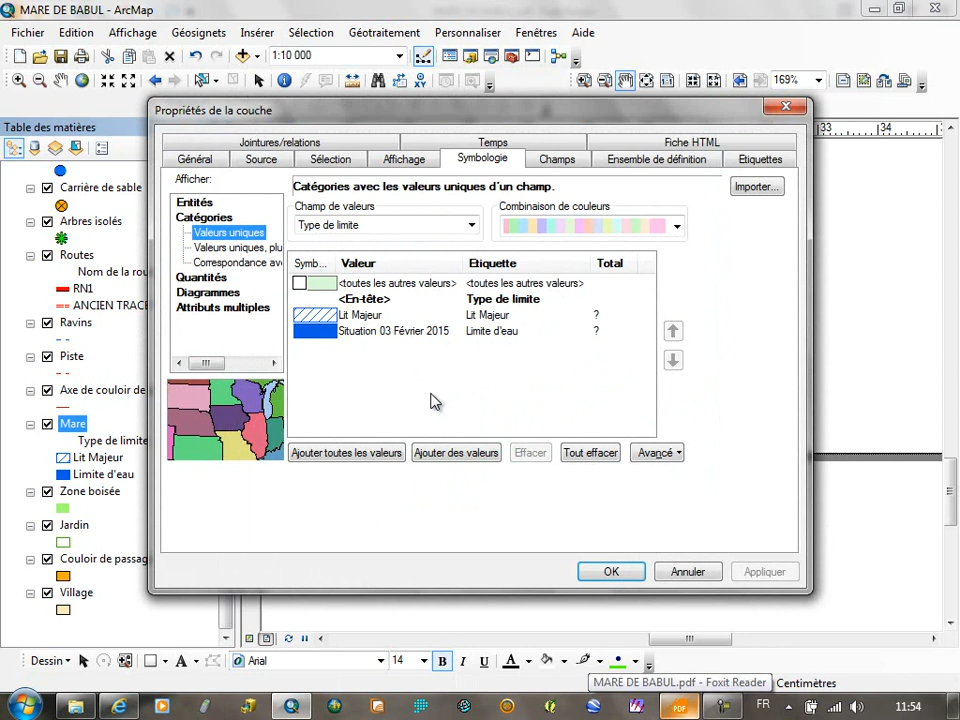 MARE DE BABUL - ArcMap
Fichier Edition Affichage Géosignets Insérer Sélection Géotraitement Personnaliser Fenêtres Aide
1:10 000
169%
Table des matières
Carrière de sable
Arbres isolés
Routes
Nom de la rou
RN1
ANCIEN TRACE
Ravins
Piste
Axe de couloir de
Mare
Type de limite
Lit Majeur
Limite d'eau
Zone boisée
Jardin
Couloir de passag
Village
Propriétés de la couche
Jointures/relations Temps Fiche HTML
Général Source Sélection Affichage Symbologie Champs Ensemble de définition Etiquettes
Afficher:
Entités
Catégories
Valeurs uniques
Valeurs uniques, plu
Correspondance ave
Quantités
Diagrammes
Attributs multiples
Catégories avec les valeurs uniques d'un champ.
Importer...
Champ de valeurs
Type de limite
Combinaison de couleurs
Symb... Valeur Etiquette Total
<toutes les autres valeurs> <toutes les autres valeurs>
<En-tête> Type de limite
Lit Majeur Lit Majeur ?
Situation 03 Février 2015 Limite d'eau ?
Ajouter toutes les valeurs Ajouter des valeurs Effacer Tout effacer Avancé
OK Annuler Appliquer
33 34
Dessin A Arial 14 B I U A
MARE DE BABUL.pdf - Foxit Reader
Centimètres
PDF
FR
11:54